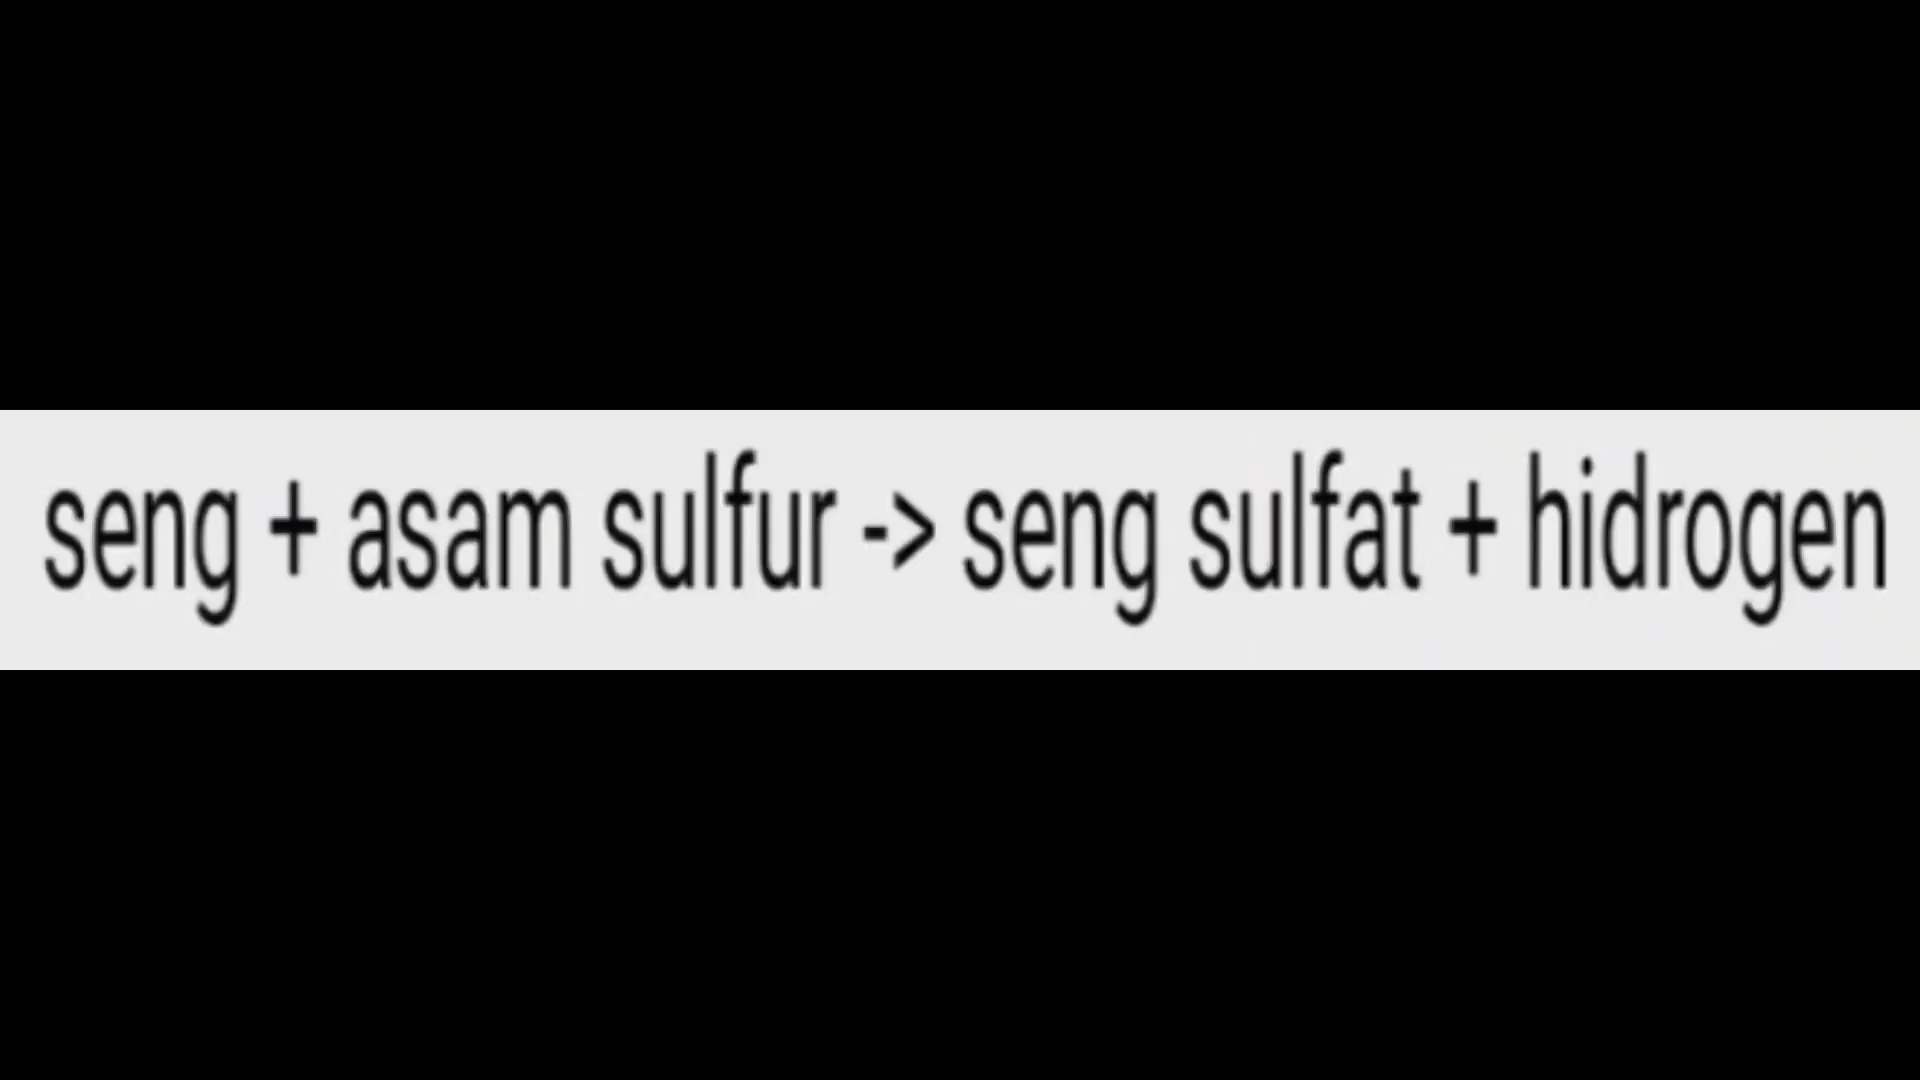 seng + asam sulfur -> seng sulfat + hidrogen